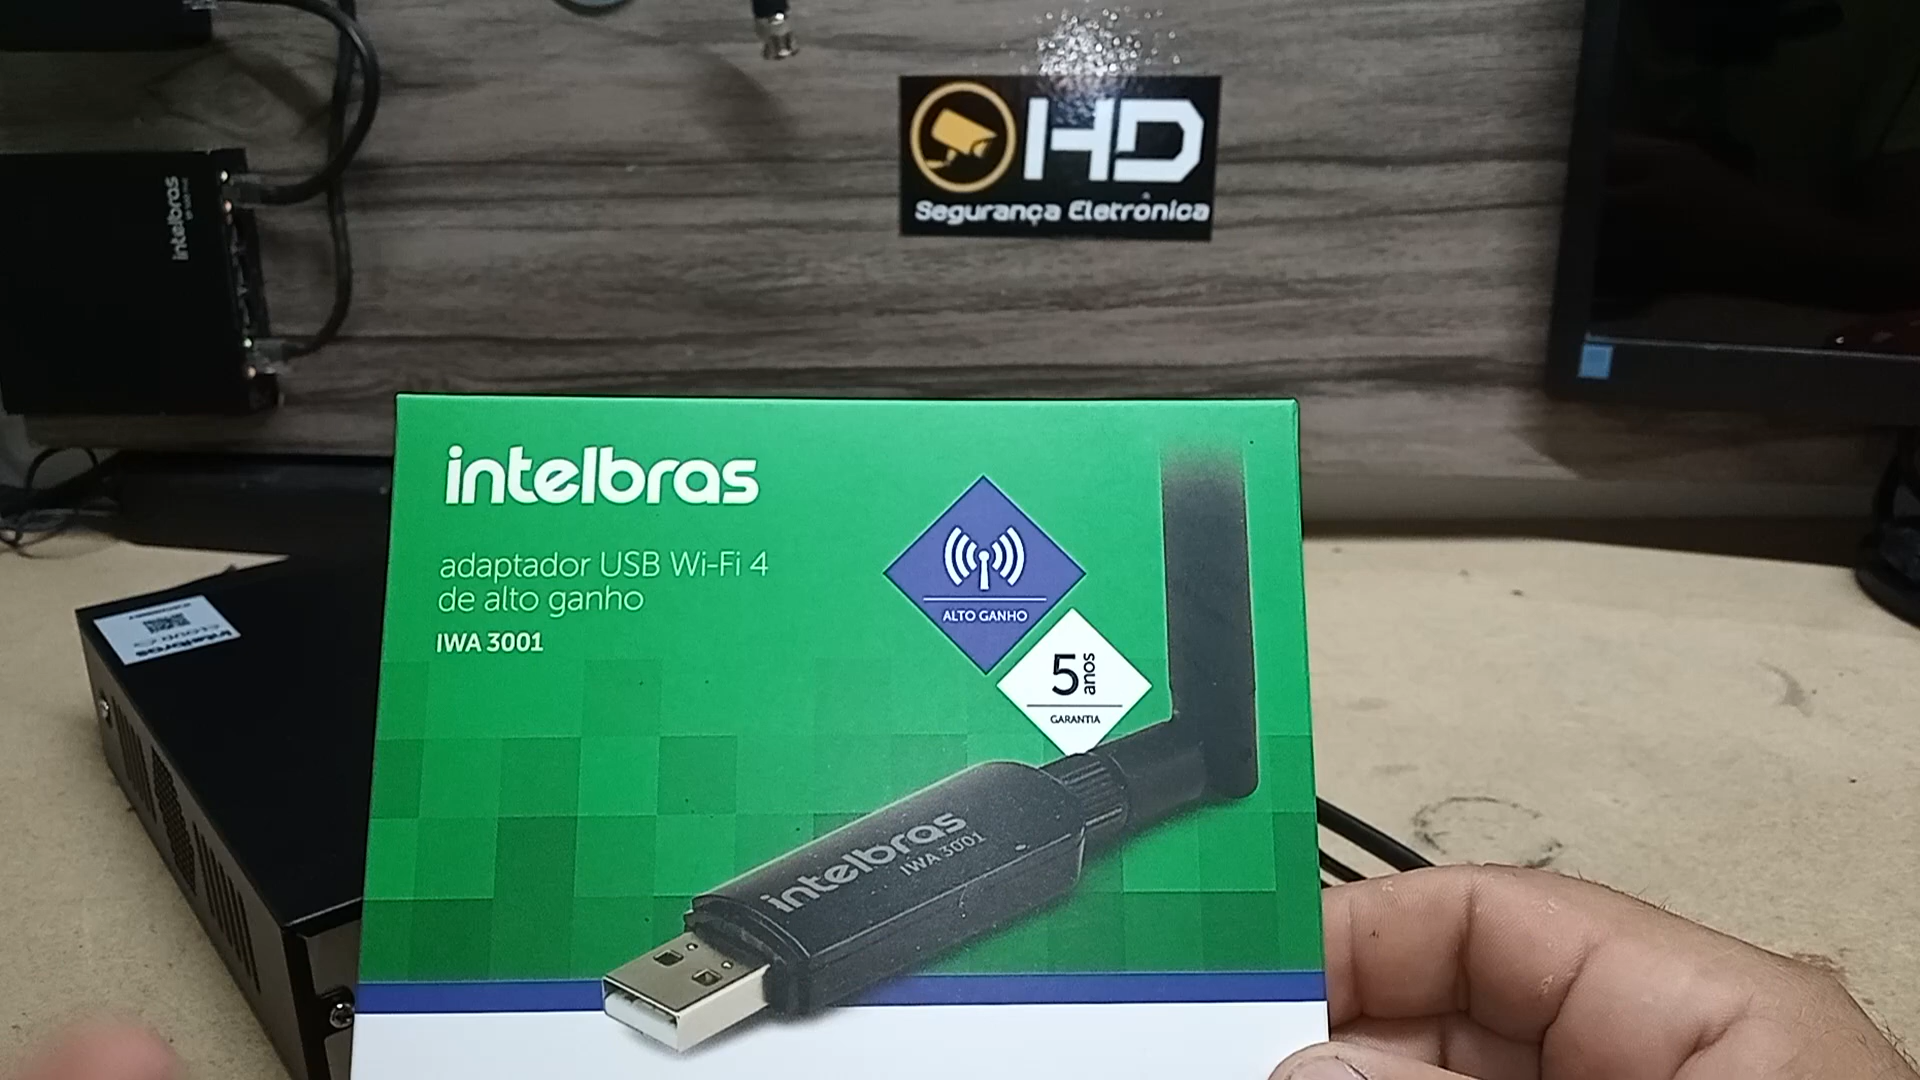 HD
Segurança Eletrônica
intelbras
intelbras
adaptador USB Wi-Fi 4
de alto ganho
IWA 3001
ALTO GANHO
5 anos
GARANTIA
intelbras
IWA 3001
intelbras